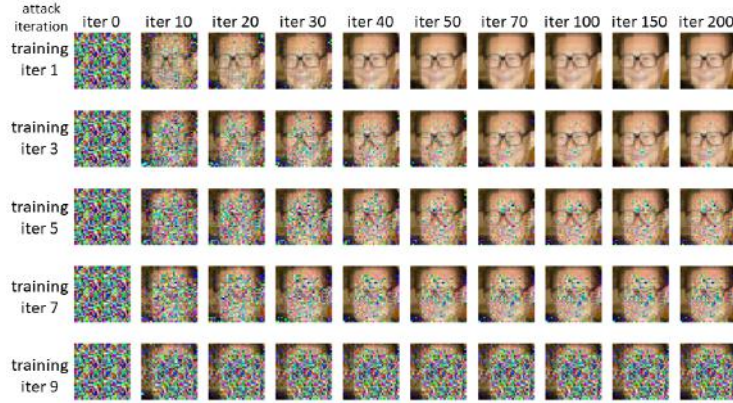 attack
iteration
iter 0 iter 10 iter 20 iter 30 iter 40 iter 50 iter 70 iter 100 iter 150 iter 200
training
iter 1
training
iter 3
training
iter 5
training
iter 7
training
iter 9